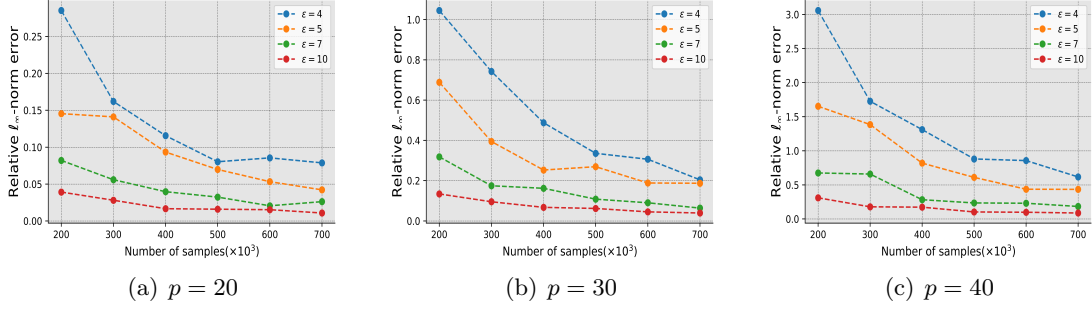 Relative ℓ∞-norm error
0.25
0.20
0.15
0.10
0.05
0.00
ε = 4
ε = 5
ε = 7
ε = 10
200 300 400 500 600 700
Number of samples(×10³)
(a) p = 20
Relative ℓ∞-norm error
1.0
0.8
0.6
0.4
0.2
0.0
ε = 4
ε = 5
ε = 7
ε = 10
200 300 400 500 600 700
Number of samples(×10³)
(b) p = 30
Relative ℓ∞-norm error
3.0
2.5
2.0
1.5
1.0
0.5
0.0
ε = 4
ε = 5
ε = 7
ε = 10
200 300 400 500 600 700
Number of samples(×10³)
(c) p = 40